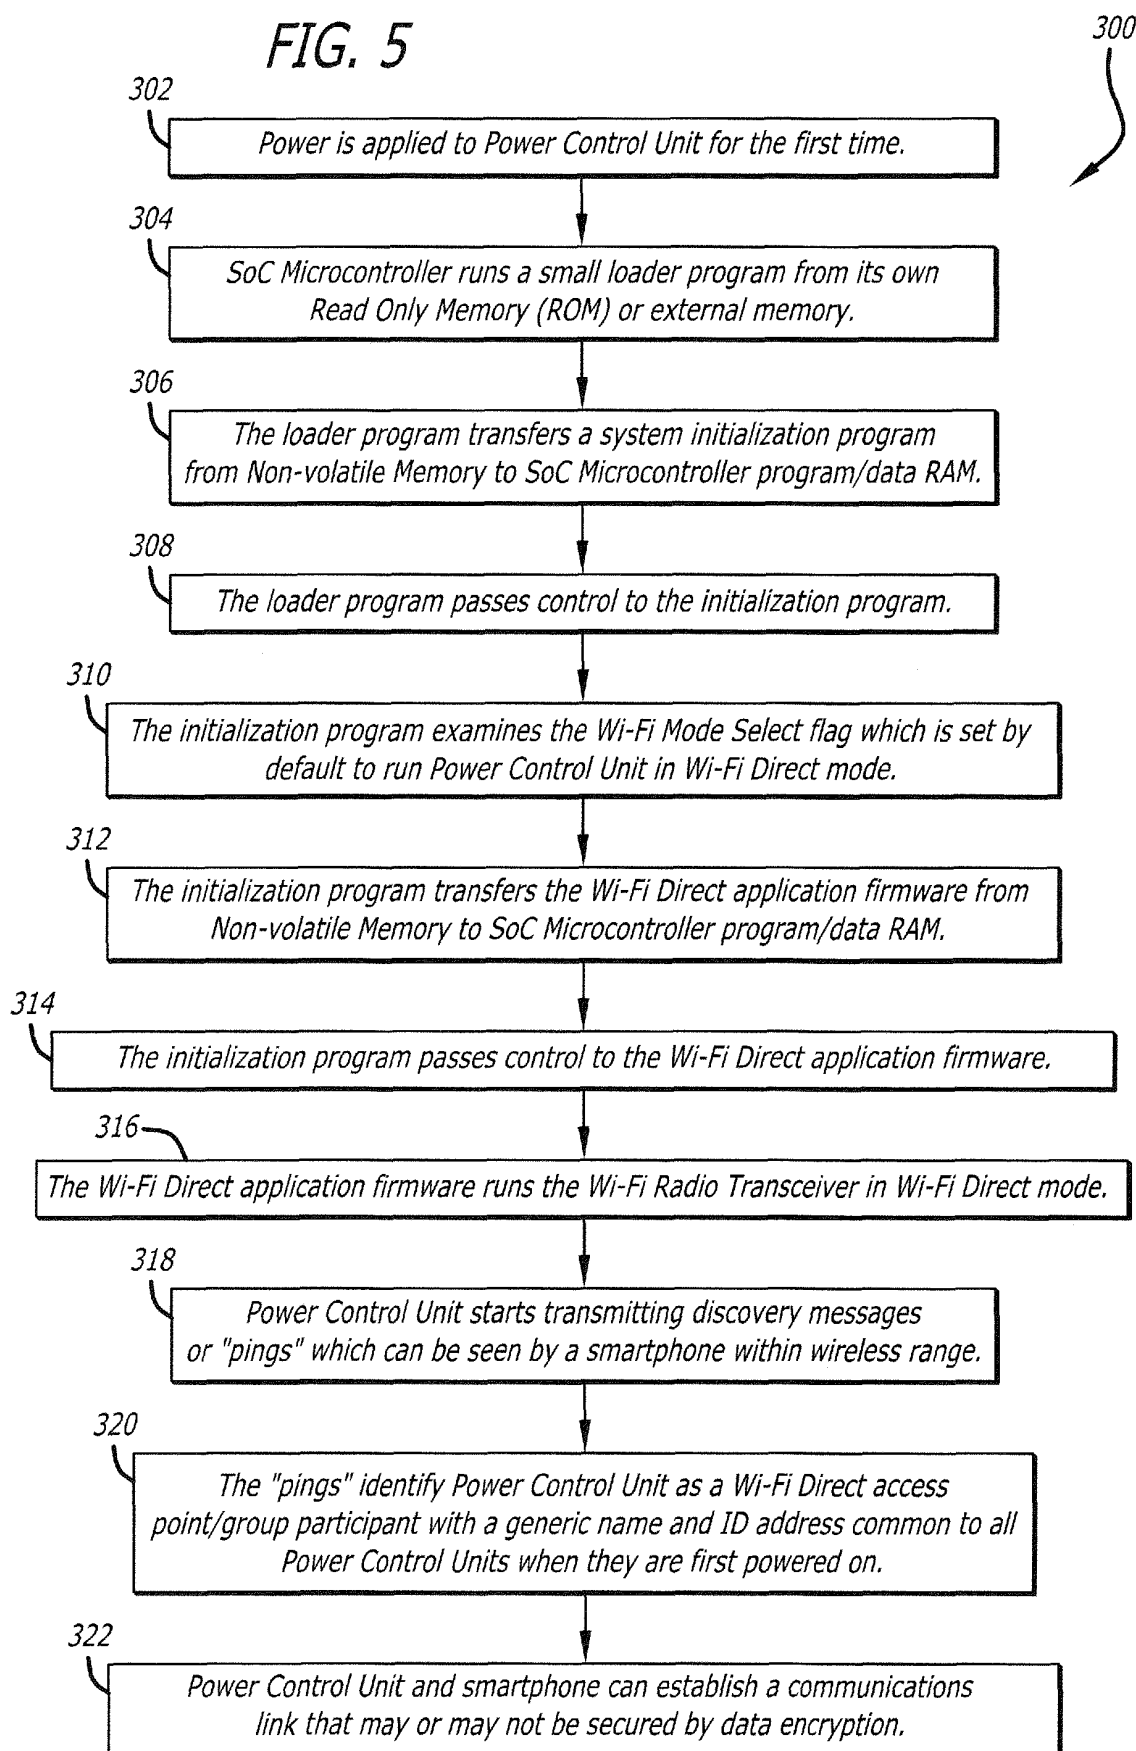 FIG. 5
300
302
Power is applied to Power Control Unit for the first time.
304
SoC Microcontroller runs a small loader program from its own
Read Only Memory (ROM) or external memory.
306
The loader program transfers a system initialization program
from Non-volatile Memory to SoC Microcontroller program/data RAM.
308
The loader program passes control to the initialization program.
310
The initialization program examines the Wi-Fi Mode Select flag which is set by
default to run Power Control Unit in Wi-Fi Direct mode.
312
The initialization program transfers the Wi-Fi Direct application firmware from
Non-volatile Memory to SoC Microcontroller program/data RAM.
314
The initialization program passes control to the Wi-Fi Direct application firmware.
316
The Wi-Fi Direct application firmware runs the Wi-Fi Radio Transceiver in Wi-Fi Direct mode.
318
Power Control Unit starts transmitting discovery messages
or "pings" which can be seen by a smartphone within wireless range.
320
The "pings" identify Power Control Unit as a Wi-Fi Direct access
point/group participant with a generic name and ID address common to all
Power Control Units when they are first powered on.
322
Power Control Unit and smartphone can establish a communications
link that may or may not be secured by data encryption.